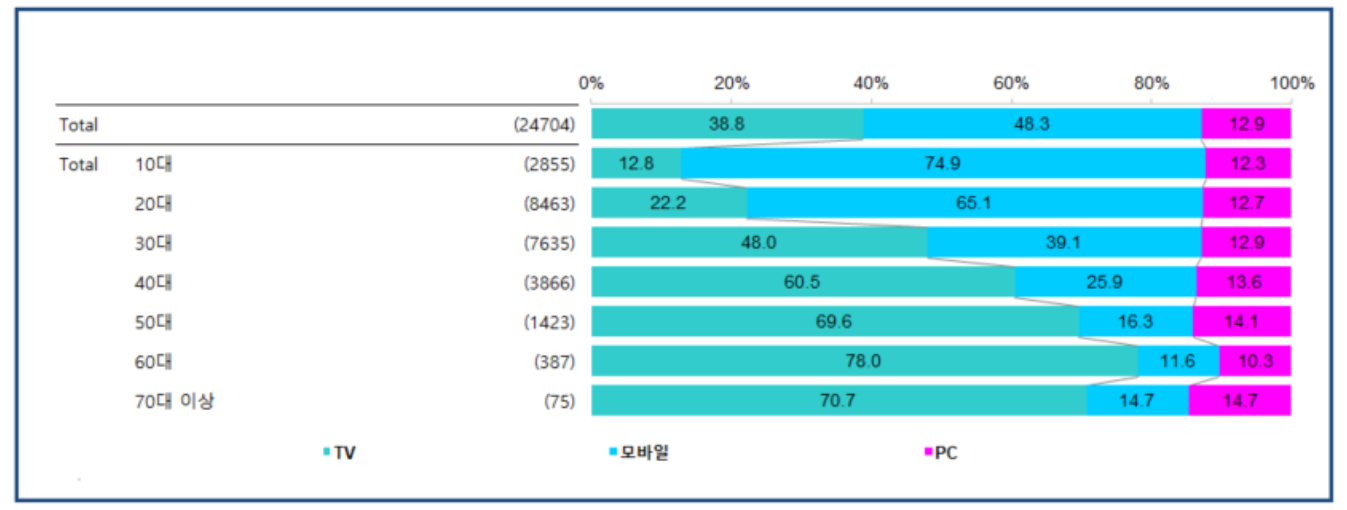 0% 20% 40% 60% 80% 100%
Total (24704) 38.8 48.3 12.9
Total 10대 (2855) 12.8 74.9 12.3
20대 (8463) 22.2 65.1 12.7
30대 (7635) 48.0 39.1 12.9
40대 (3866) 60.5 25.9 13.6
50대 (1423) 69.6 16.3 14.1
60대 (387) 78.0 11.6 10.3
70대 이상 (75) 70.7 14.7 14.7
TV 모바일 PC